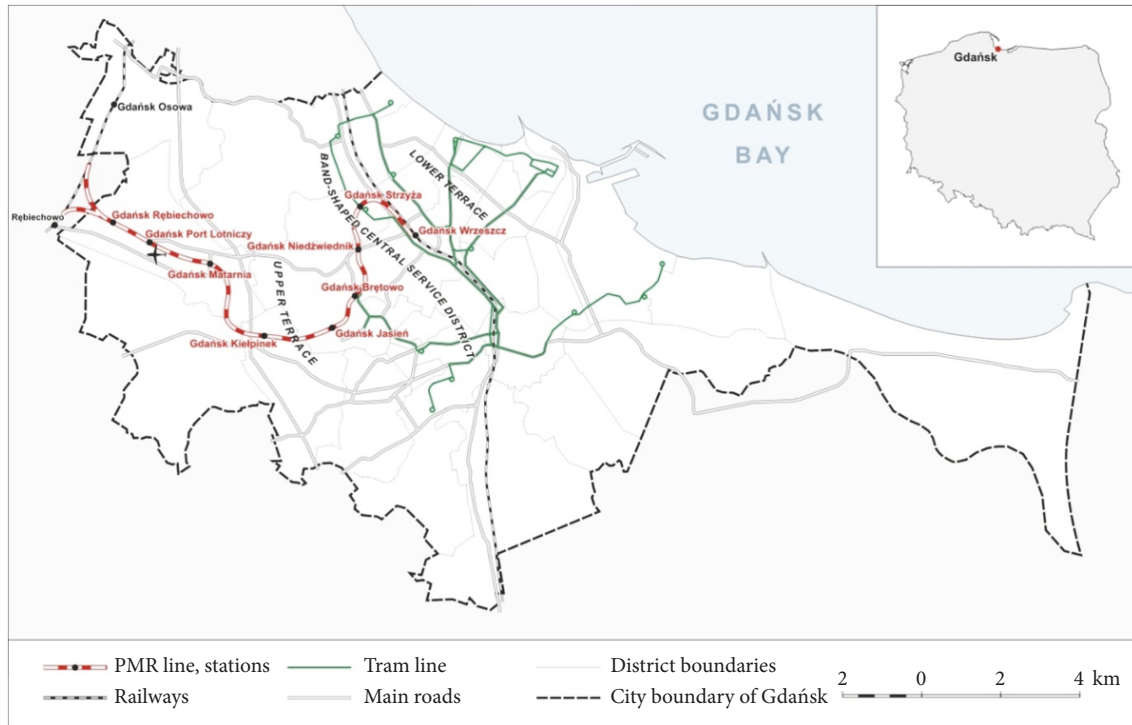 Gdańsk
GDAŃSK
BAY
Gdańsk Osowa
LOWER TERRACE
BAND-SHAPED CENTRAL SERVICE DISTRICT
Gdańsk Strzyża
Rębiechowo
Gdańsk Rębiechowo
Gdańsk Wrzeszcz
Gdańsk Port Lotniczy
Gdańsk Niedźwiednik
Gdańsk Matarnia
UPPER TERRACE
Gdańsk Brętowo
Gdańsk Jasień
Gdańsk Kiełpinek
PMR line, stations
Tram line
District boundaries
Railways
Main roads
City boundary of Gdańsk
2 0 2 4 km